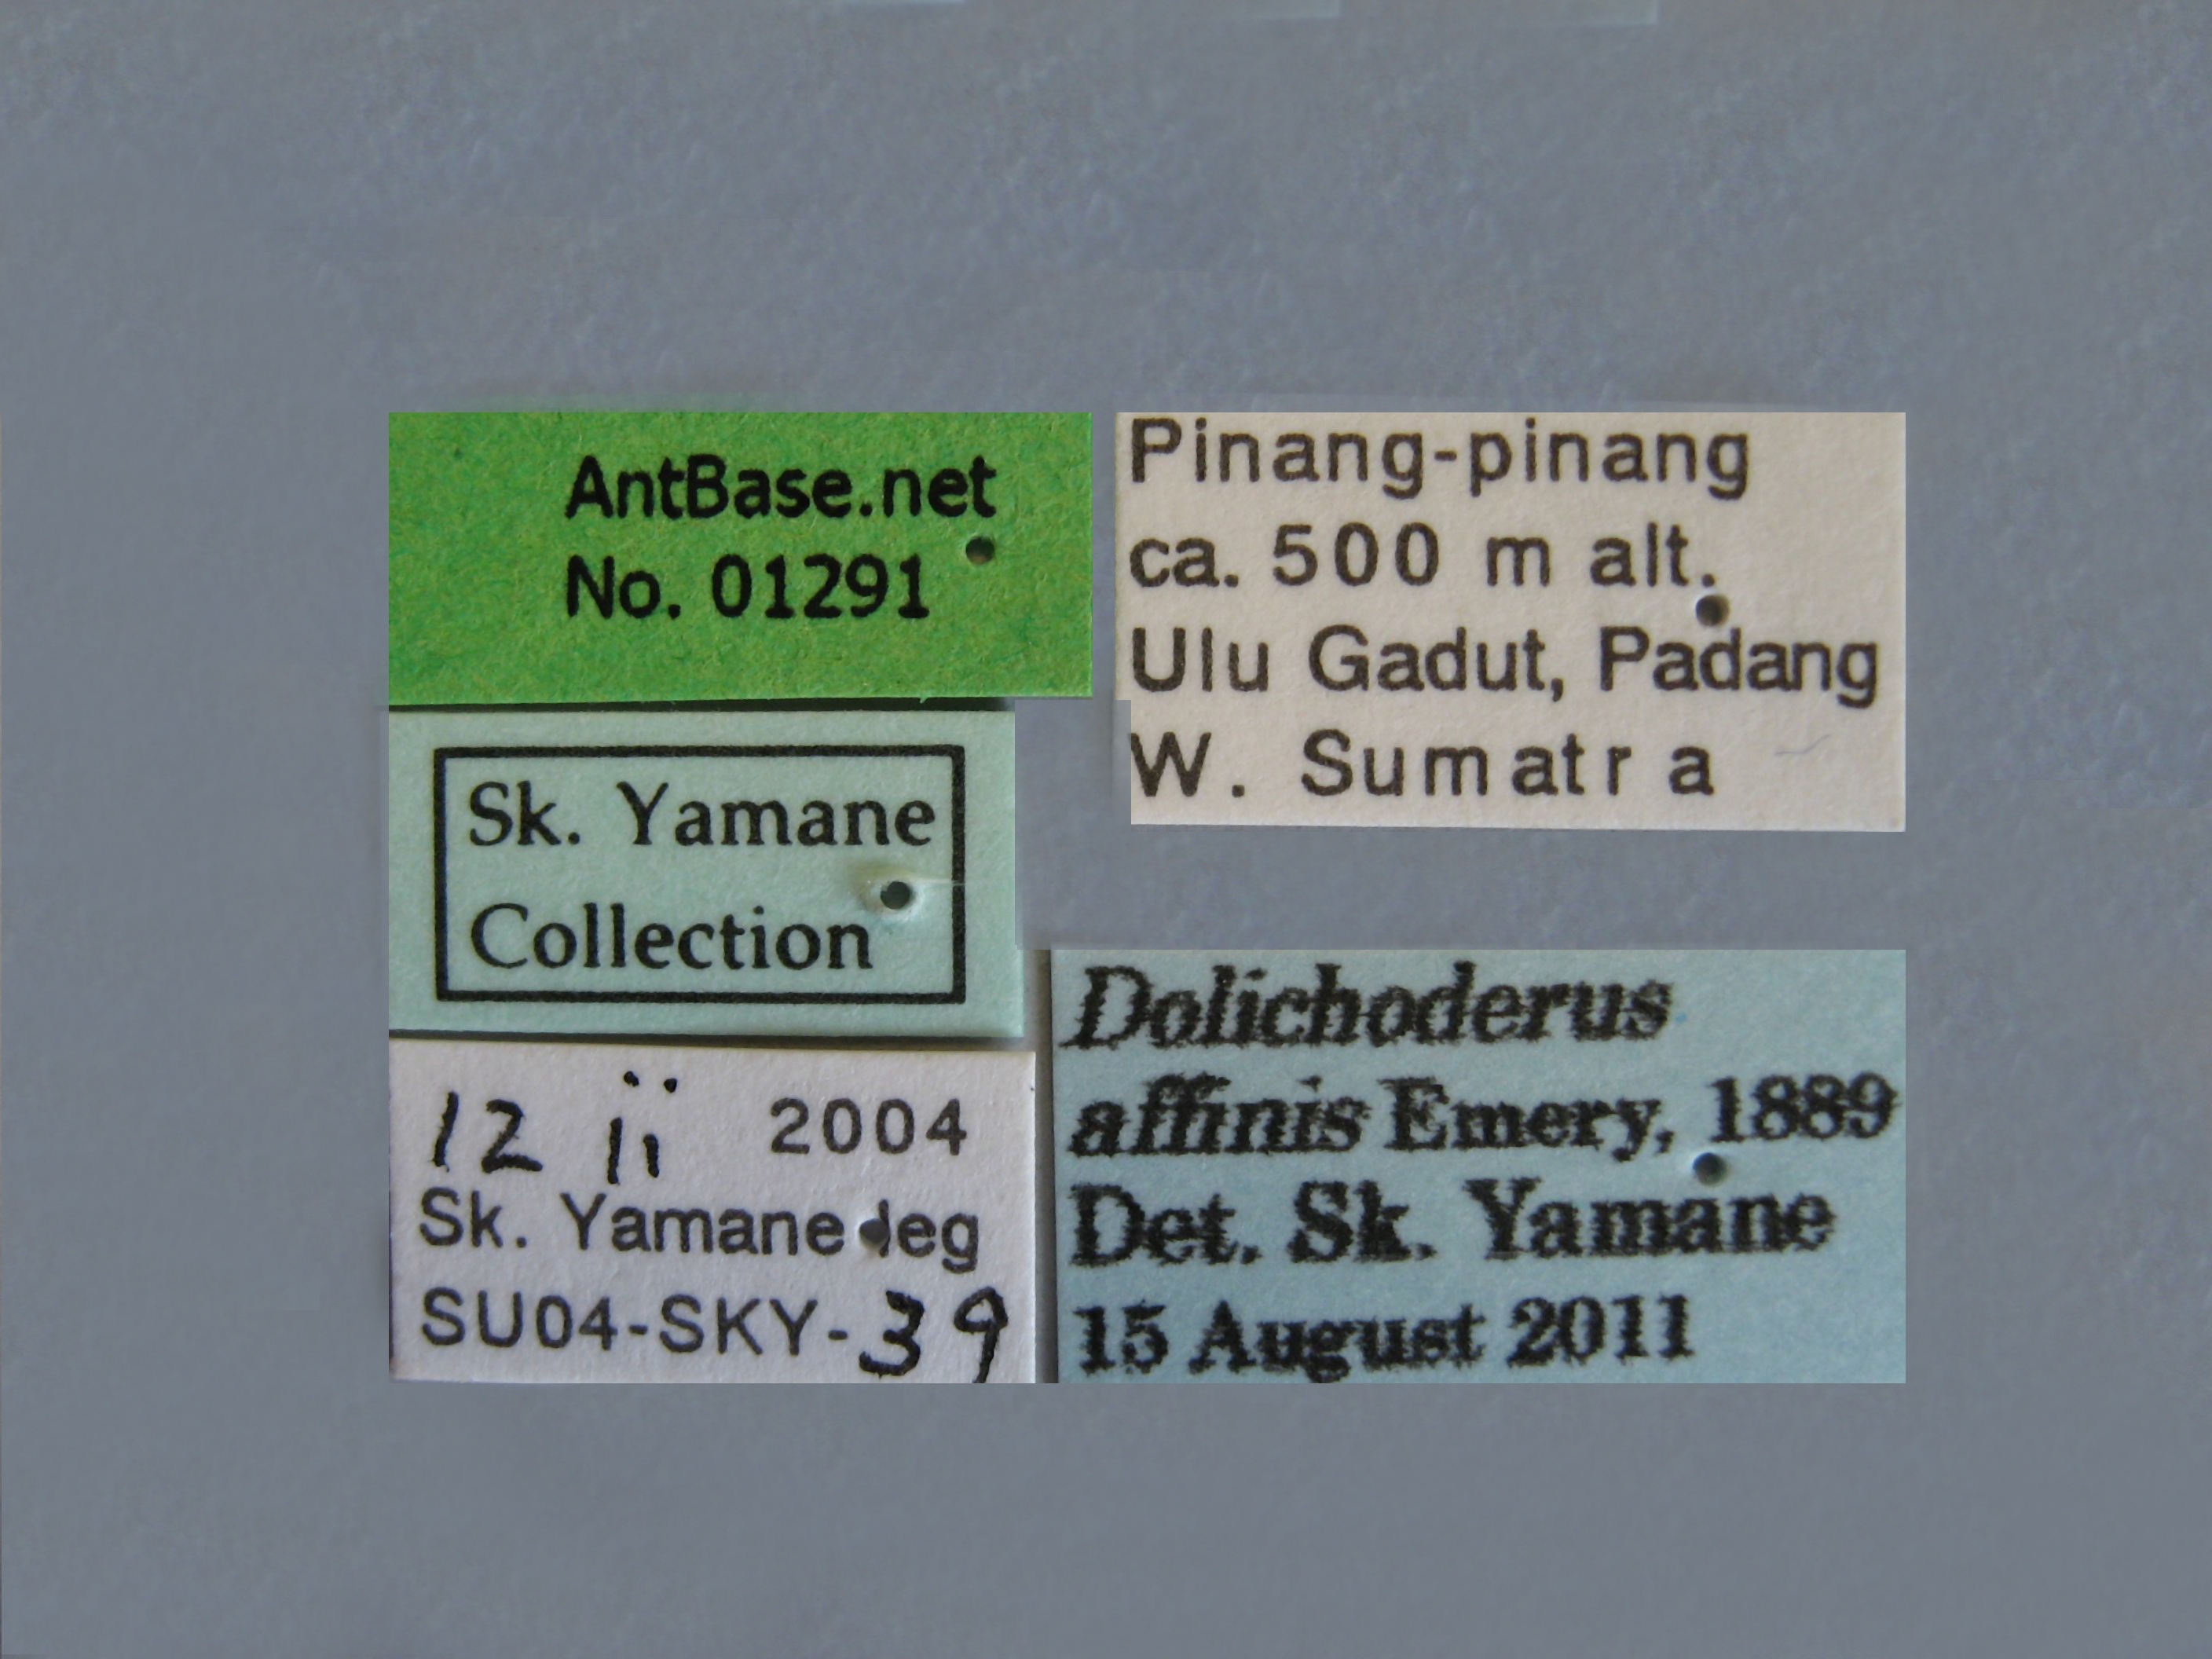 AntBase.net
No. 01291
Pinang-pinang
ca. 500 m alt.
Ulu Gadut, Padang
W. Sumatra
Sk. Yamane
Collection
12 ii 2004
Sk. Yamane leg
SU04-SKY-39
Dolichoderus
affinis Emery, 1889
Det. Sk. Yamane
15 August 2011